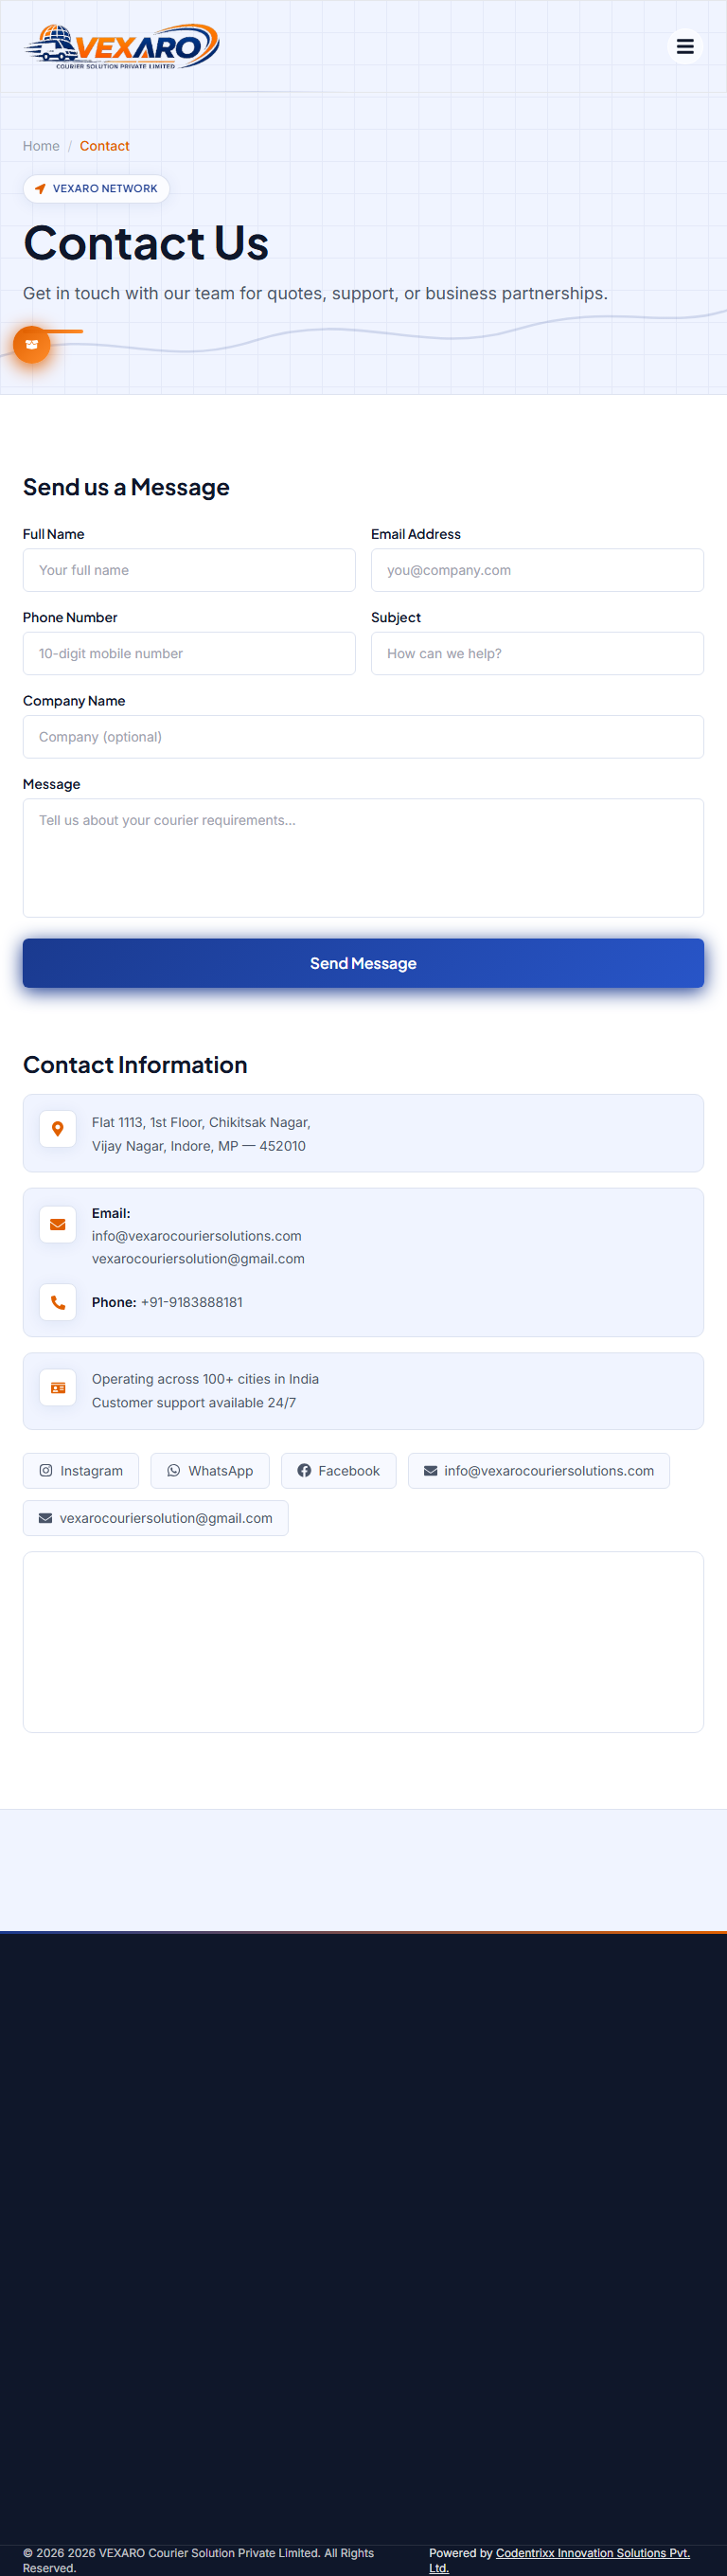 VEXARO
COURIER SOLUTION PRIVATE LIMITED
Home / Contact
VEXARO NETWORK
Contact Us
Get in touch with our team for quotes, support, or business partnerships.
Send us a Message
Full Name
Email Address
Your full name
you@company.com
Phone Number
Subject
10-digit mobile number
How can we help?
Company Name
Company (optional)
Message
Tell us about your courier requirements...
Send Message
Contact Information
Flat 1113, 1st Floor, Chikitsak Nagar,
Vijay Nagar, Indore, MP — 452010
Email:
info@vexarocouriersolutions.com
vexarocouriersolution@gmail.com
Phone: +91-9183888181
Operating across 100+ cities in India
Customer support available 24/7
Instagram
WhatsApp
Facebook
info@vexarocouriersolutions.com
vexarocouriersolution@gmail.com
© 2026 2026 VEXARO Courier Solution Private Limited. All Rights
Reserved.
Powered by Codentrixx Innovation Solutions Pvt.
Ltd.